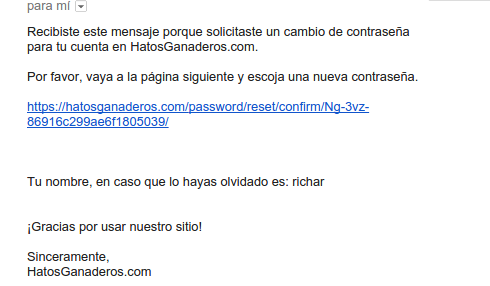 para mí
Recibiste este mensaje porque solicitaste un cambio de contraseña
para tu cuenta en HatosGanaderos.com.
Por favor, vaya a la página siguiente y escoja una nueva contraseña.
https://hatosganaderos.com/password/reset/confirm/Ng-3vz-
86916c299ae6f1805039/
Tu nombre, en caso que lo hayas olvidado es: richar
¡Gracias por usar nuestro sitio!
Sinceramente,
HatosGanaderos.com